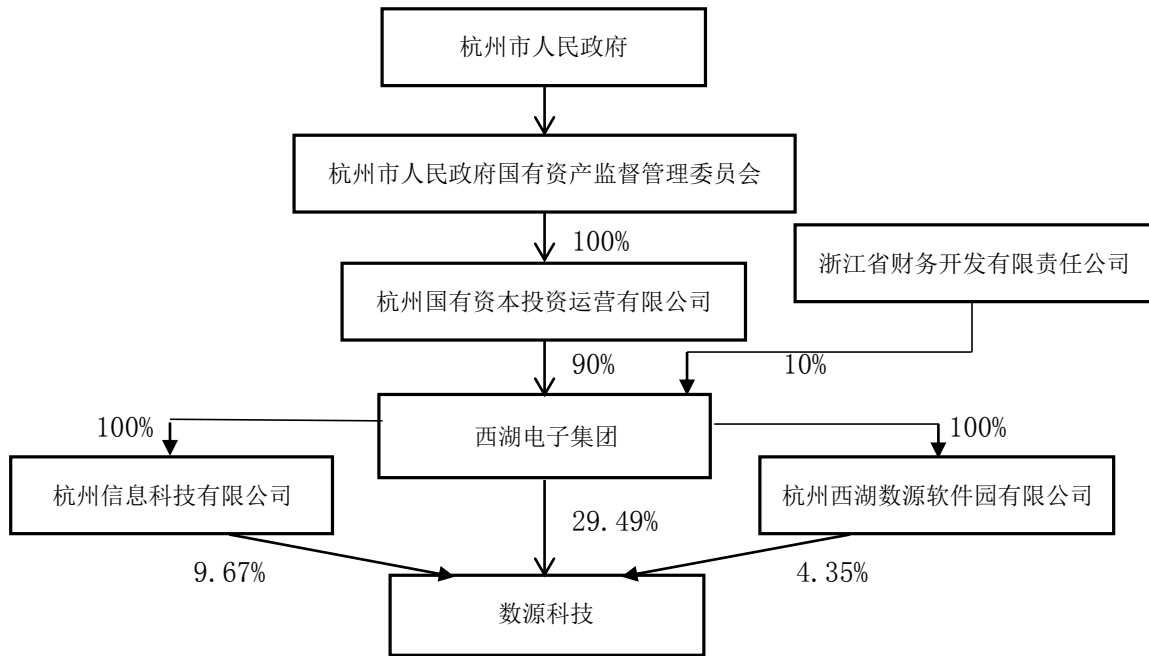 杭州市人民政府
杭州市人民政府国有资产监督管理委员会
100%
浙江省财务开发有限责任公司
杭州国有资本投资运营有限公司
90%
10%
100%
西湖电子集团
100%
杭州信息科技有限公司
杭州西湖数源软件园有限公司
29.49%
9.67%
4.35%
数源科技